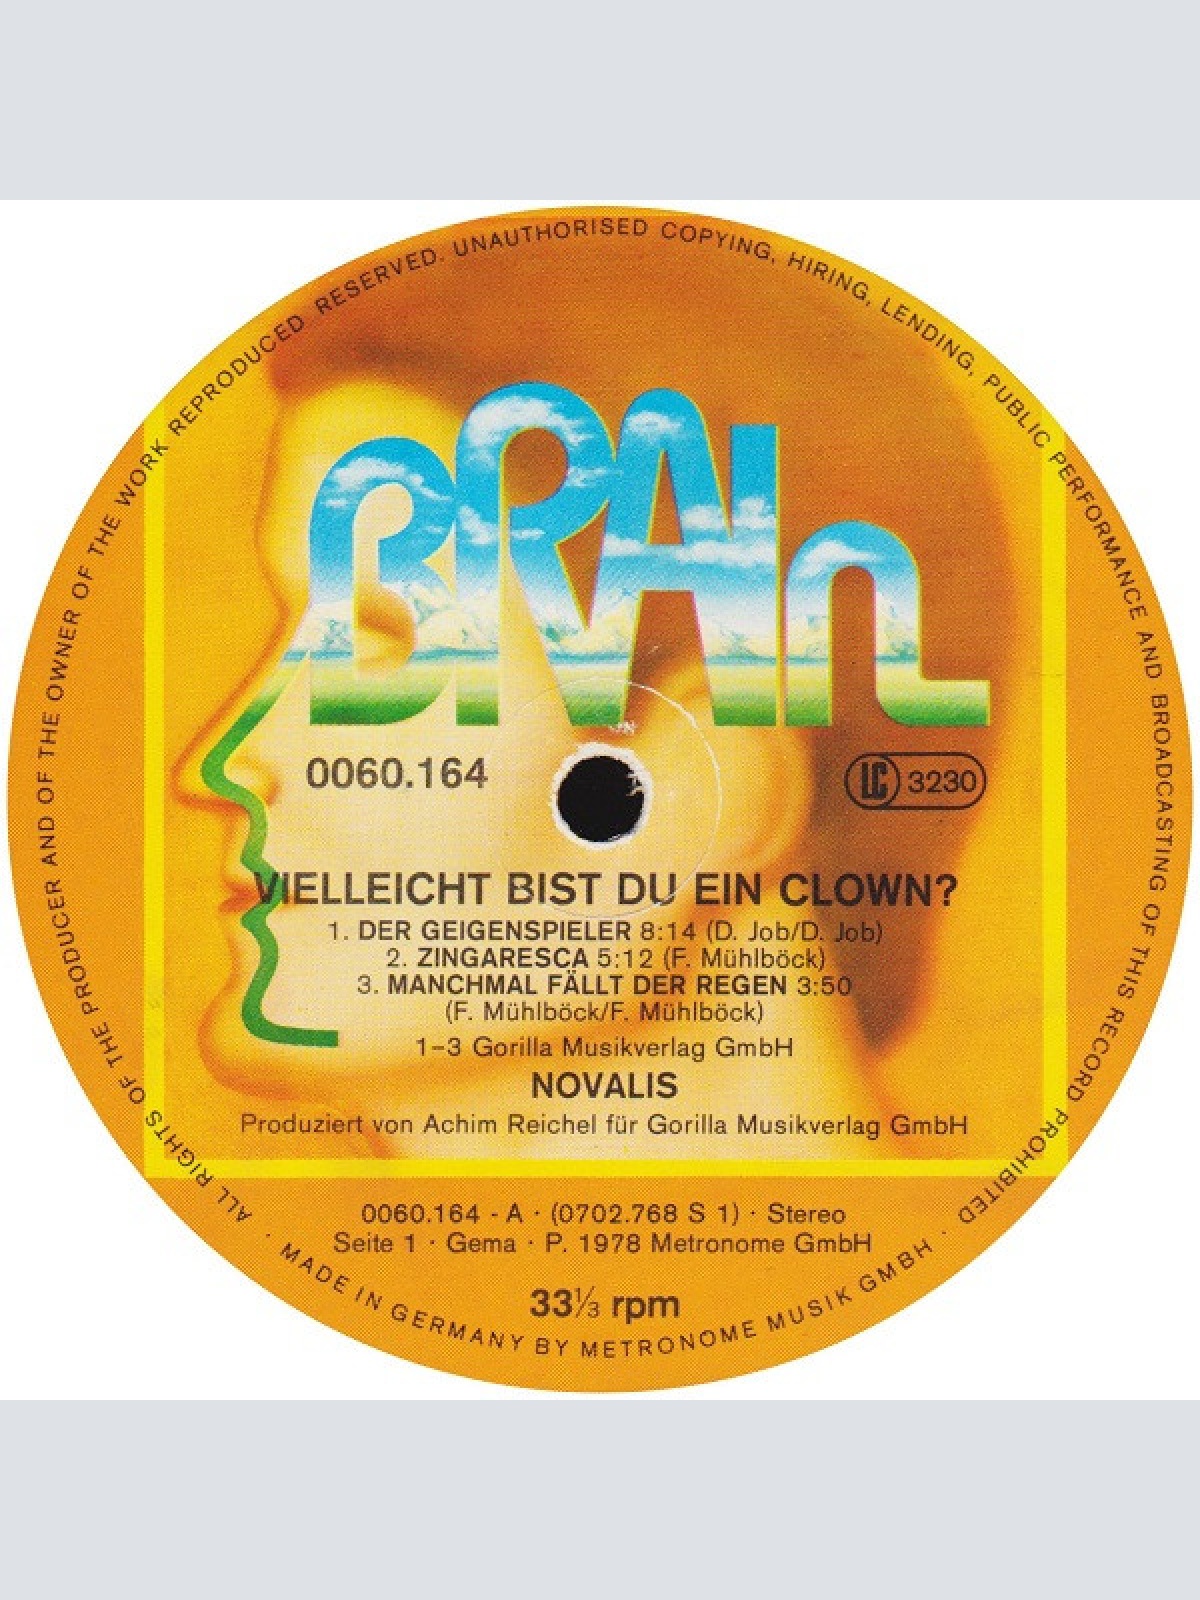 ALL RIGHTS OF THE PRODUCER AND OF THE OWNER OF THE WORK REPRODUCED RESERVED. UNAUTHORISED COPYING, HIRING, LENDING, PUBLIC PERFORMANCE AND BROADCASTING OF THIS RECORD PROHIBITED ·
BRAIN
0060.164
LC 3230
VIELLEICHT BIST DU EIN CLOWN?
1. DER GEIGENSPIELER 8:14 (D. Job/D. Job)
2. ZINGARESCA 5:12 (F. Mühlböck)
3. MANCHMAL FÄLLT DER REGEN 3:50
(F. Mühlböck/F. Mühlböck)
1–3 Gorilla Musikverlag GmbH
NOVALIS
Produziert von Achim Reichel für Gorilla Musikverlag GmbH
0060.164 - A · (0702.768 S 1) · Stereo
Seite 1 · Gema · P. 1978 Metronome GmbH
33⅓ rpm
· MADE IN GERMANY BY METRONOME MUSIK GMBH